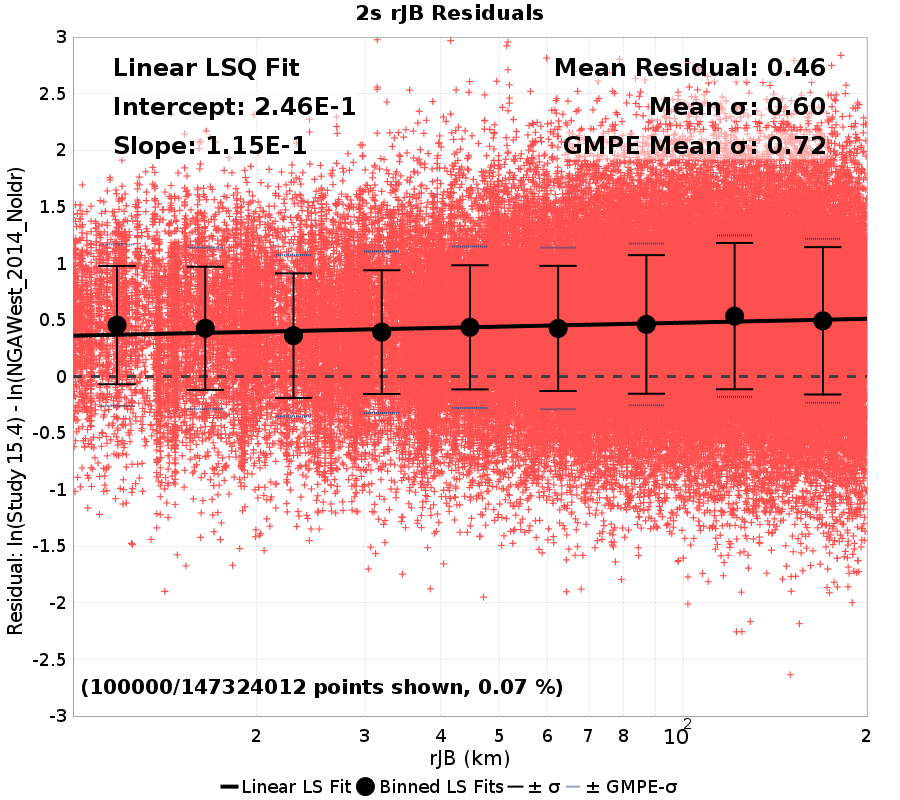 2s rJB Residuals
Linear LSQ Fit
Mean Residual: 0.46
Intercept: 2.46E-1
Mean σ: 0.60
Slope: 1.15E-1
GMPE Mean σ: 0.72
Residual: ln(Study 15.4) - ln(NGAWest_2014_NoIdr)
3
2.5
2
1.5
1
0.5
0
-0.5
-1
-1.5
-2
-2.5
-3
(100000/147324012 points shown, 0.07 %)
2 3 4 5 6 7 8 10² 2
rJB (km)
Linear LS Fit Binned LS Fits ± σ ± GMPE-σ